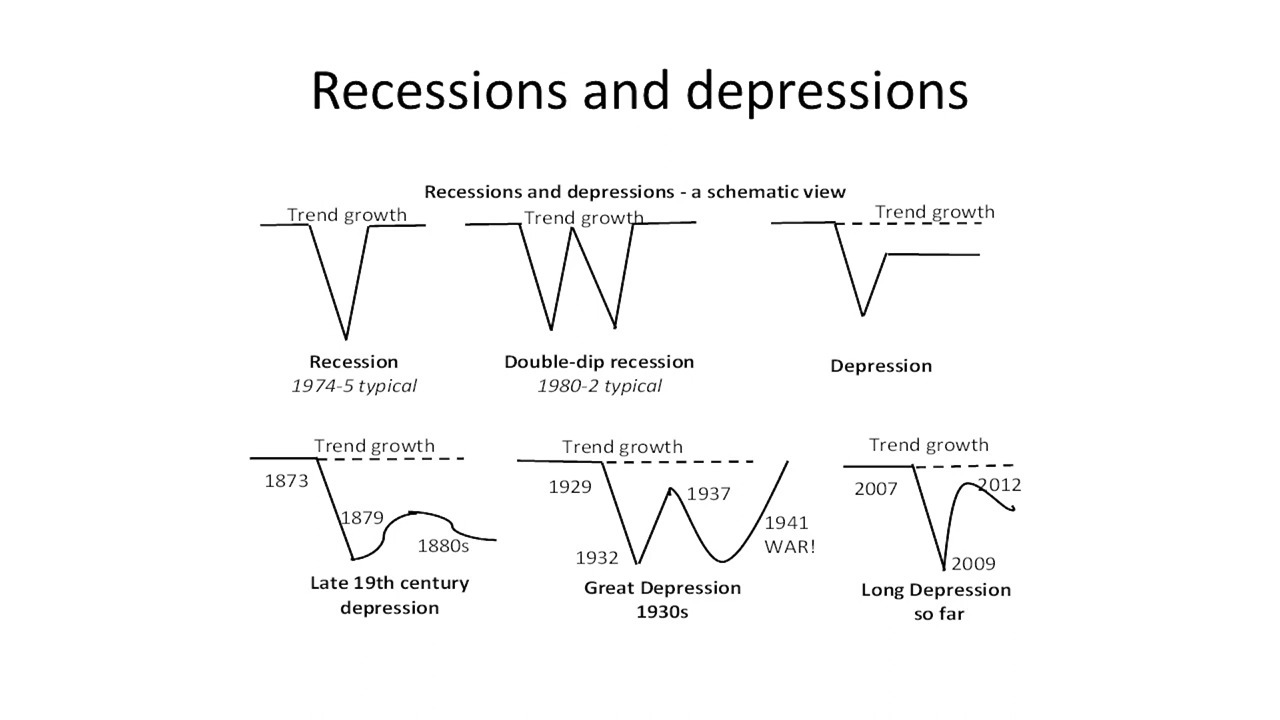 Recessions and depressions
Recessions and depressions - a schematic view
Trend growth
Trend growth
Trend growth
Recession
1974-5 typical
Double-dip recession
1980-2 typical
Depression
Trend growth
1873
1879
1880s
Late 19th century
depression
Trend growth
1929
1937
1932
1941
WAR!
Great Depression
1930s
Trend growth
2007
2012
2009
Long Depression
so far